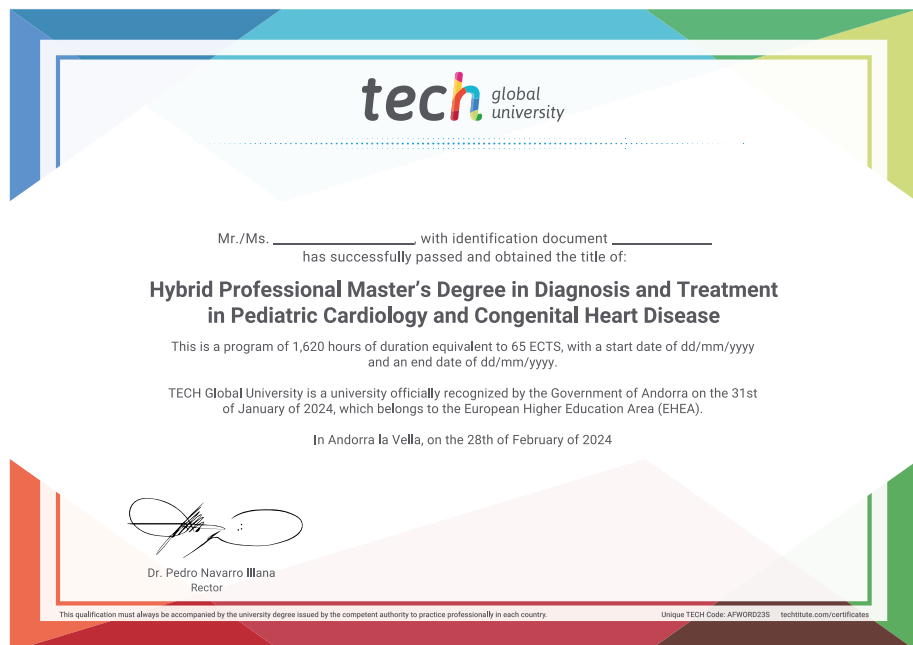 tech global
university
Mr./Ms. ____________, with identification document ____________
has successfully passed and obtained the title of:
Hybrid Professional Master’s Degree in Diagnosis and Treatment
in Pediatric Cardiology and Congenital Heart Disease
This is a program of 1,620 hours of duration equivalent to 65 ECTS, with a start date of dd/mm/yyyy
and an end date of dd/mm/yyyy.
TECH Global University is a university officially recognized by the Government of Andorra on the 31st
of January of 2024, which belongs to the European Higher Education Area (EHEA).
In Andorra la Vella, on the 28th of February of 2024
Dr. Pedro Navarro Illana
Rector
This qualification must always be accompanied by the university degree issued by the competent authority to practice professionally in each country.
Unique TECH Code: AFWORD23S techtitute.com/certificates